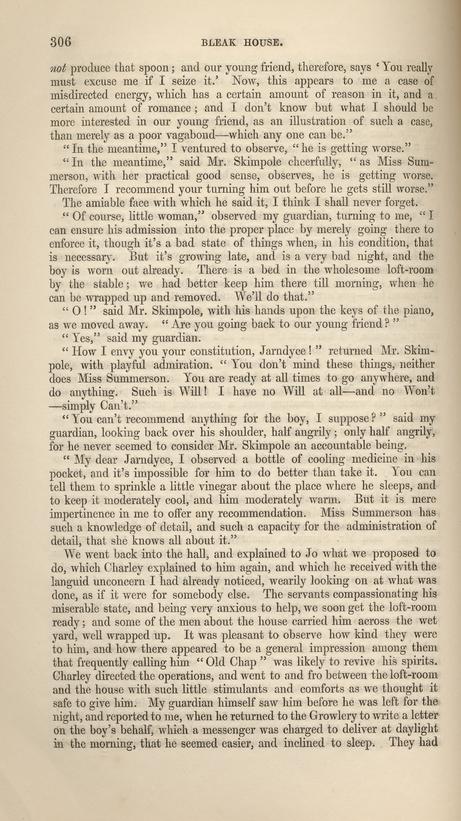 306 BLEAK HOUSE.
not produce that spoon; and our young friend, therefore, says ‘You really
must excuse me if I seize it.’ Now, this appears to me a case of
misdirected energy, which has a certain amount of reason in it, and a
certain amount of romance; and I don’t know but what I should be
more interested in our young friend, as an illustration of such a case,
than merely as a poor vagabond—which any one can be.”
“In the meantime,” I ventured to observe, “he is getting worse.”
“In the meantime,” said Mr. Skimpole cheerfully, “as Miss Sum-
merson, with her practical good sense, observes, he is getting worse.
Therefore I recommend your turning him out before he gets still worse.”
The amiable face with which he said it, I think I shall never forget.
“Of course, little woman,” observed my guardian, turning to me, “I
can ensure his admission into the proper place by merely going there to
enforce it, though it’s a bad state of things when, in his condition, that
is necessary. But it’s growing late, and is a very bad night, and the
boy is worn out already. There is a bed in the wholesome loft-room
by the stable; we had better keep him there till morning, when he
can be wrapped up and removed. We’ll do that.”
“O!” said Mr. Skimpole, with his hands upon the keys of the piano,
as we moved away. “Are you going back to our young friend?”
“Yes,” said my guardian.
“How I envy you your constitution, Jarndyce!” returned Mr. Skim-
pole, with playful admiration. “You don’t mind these things, neither
does Miss Summerson. You are ready at all times to go anywhere, and
do anything. Such is Will! I have no Will at all—and no Won’t
—simply Can’t.”
“You can’t recommend anything for the boy, I suppose?” said my
guardian, looking back over his shoulder, half angrily; only half angrily,
for he never seemed to consider Mr. Skimpole an accountable being.
“My dear Jarndyce, I observed a bottle of cooling medicine in his
pocket, and it’s impossible for him to do better than take it. You can
tell them to sprinkle a little vinegar about the place where he sleeps, and
to keep it moderately cool, and him moderately warm. But it is mere
impertinence in me to offer any recommendation. Miss Summerson has
such a knowledge of detail, and such a capacity for the administration of
detail, that she knows all about it.”
We went back into the hall, and explained to Jo what we proposed to
do, which Charley explained to him again, and which he received with the
languid unconcern I had already noticed, wearily looking on at what was
done, as if it were for somebody else. The servants compassionating his
miserable state, and being very anxious to help, we soon get the loft-room
ready; and some of the men about the house carried him across the wet
yard, well wrapped up. It was pleasant to observe how kind they were
to him, and how there appeared to be a general impression among them
that frequently calling him “Old Chap” was likely to revive his spirits.
Charley directed the operations, and went to and fro between the loft-room
and the house with such little stimulants and comforts as we thought it
safe to give him. My guardian himself saw him before he was left for the
night, and reported to me, when he returned to the Growlery to write a letter
on the boy’s behalf, which a messenger was charged to deliver at daylight
in the morning, that he seemed easier, and inclined to sleep. They had